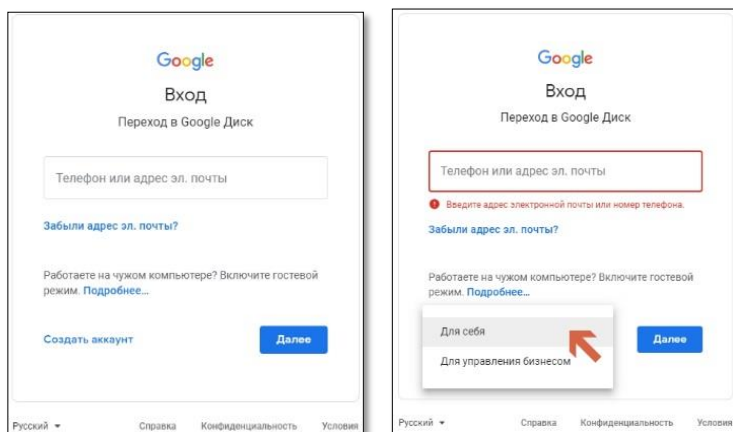 Google
Вход
Переход в Google Диск
Телефон или адрес эл. почты
Забыли адрес эл. почты?
Работаете на чужом компьютере? Включите гостевой
режим. Подробнее...
Создать аккаунт
Далее
Русский
Справка
Конфиденциальность
Условия
Google
Вход
Переход в Google Диск
Телефон или адрес эл. почты
Введите адрес электронной почты или номер телефона.
Забыли адрес эл. почты?
Работаете на чужом компьютере? Включите гостевой
режим. Подробнее...
Для себя
Далее
Для управления бизнесом
Русский
Справка
Конфиденциальность
Условия